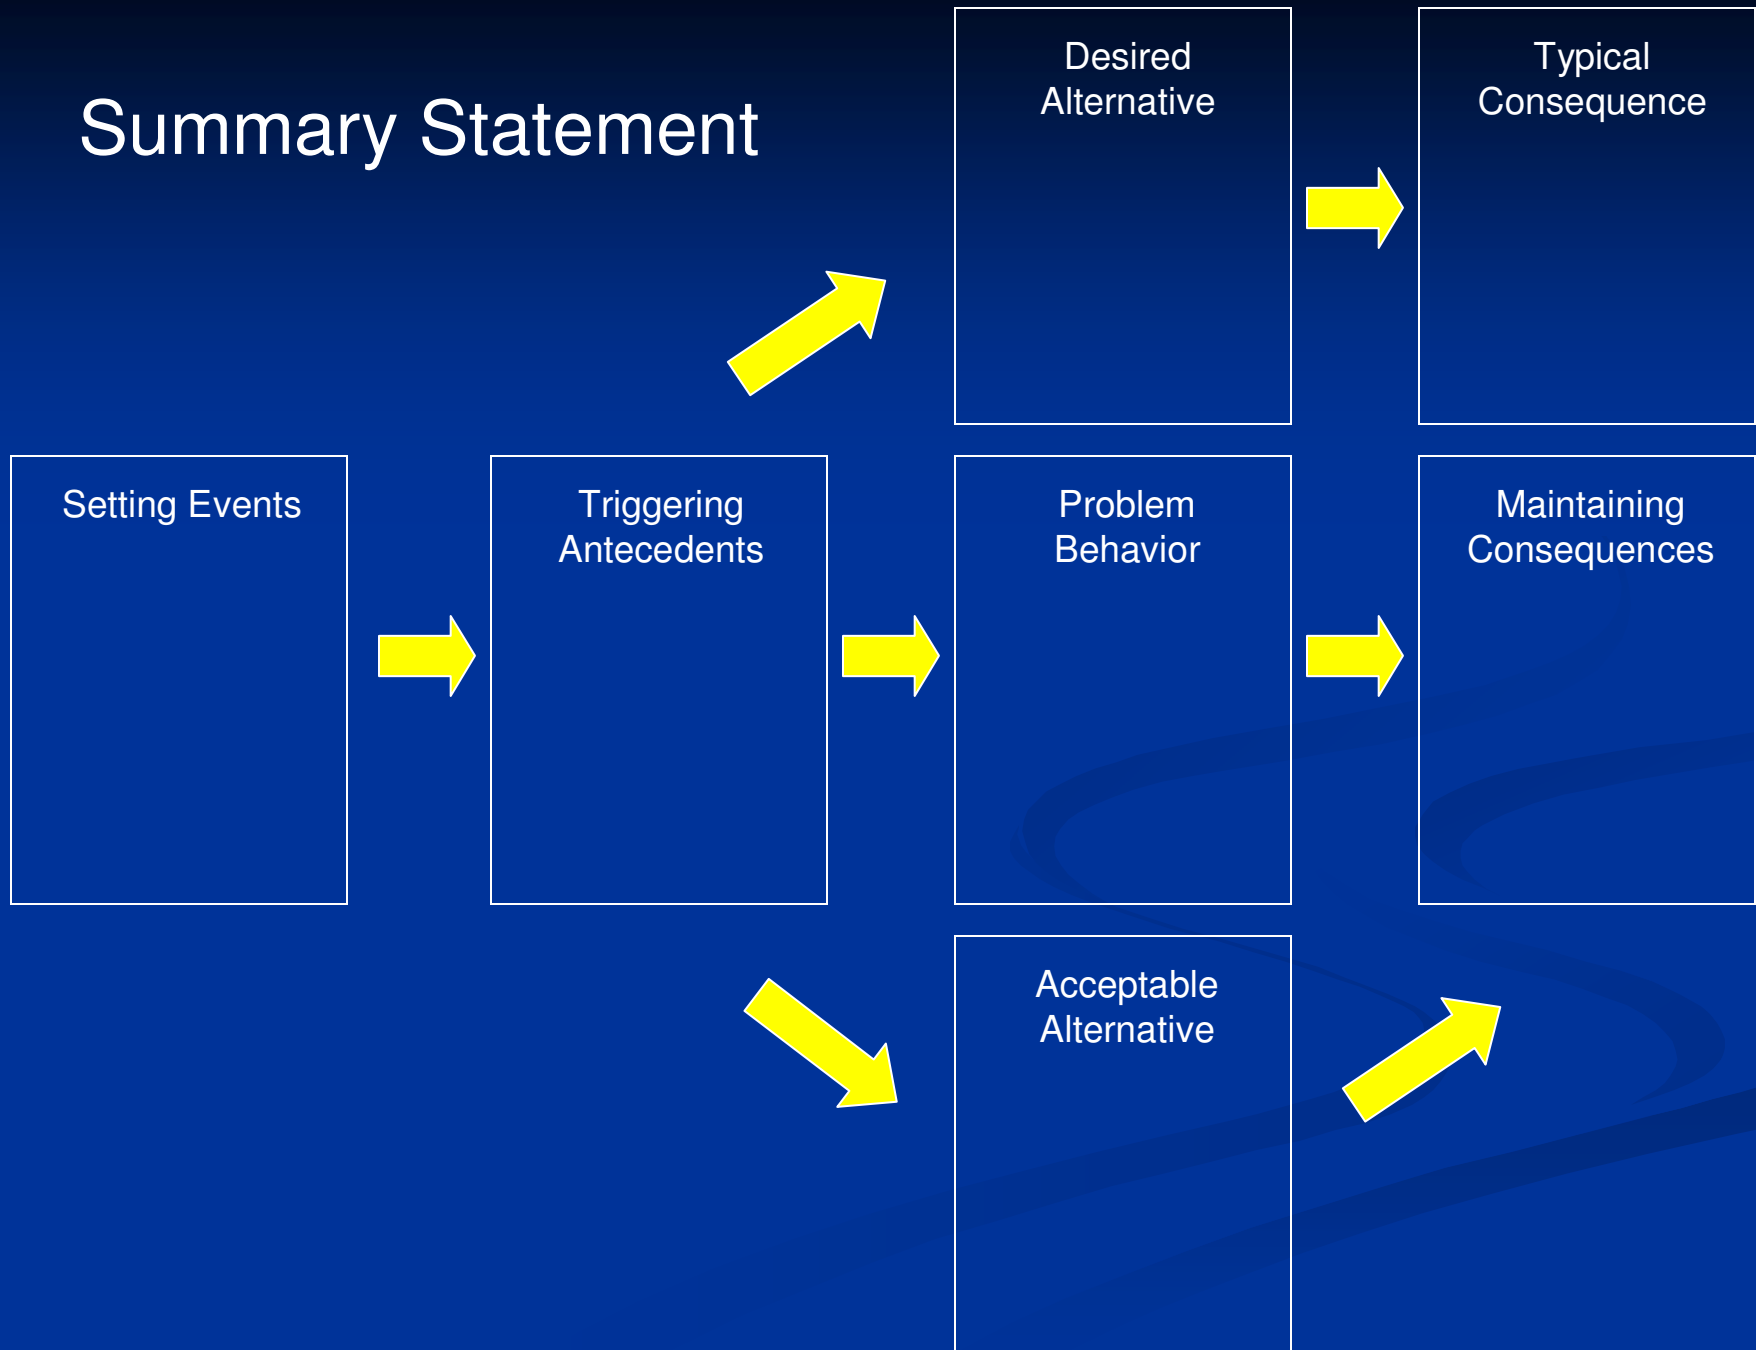 Summary Statement
Desired
Alternative
Typical
Consequence
Setting Events
Triggering
Antecedents
Problem
Behavior
Maintaining
Consequences
Acceptable
Alternative